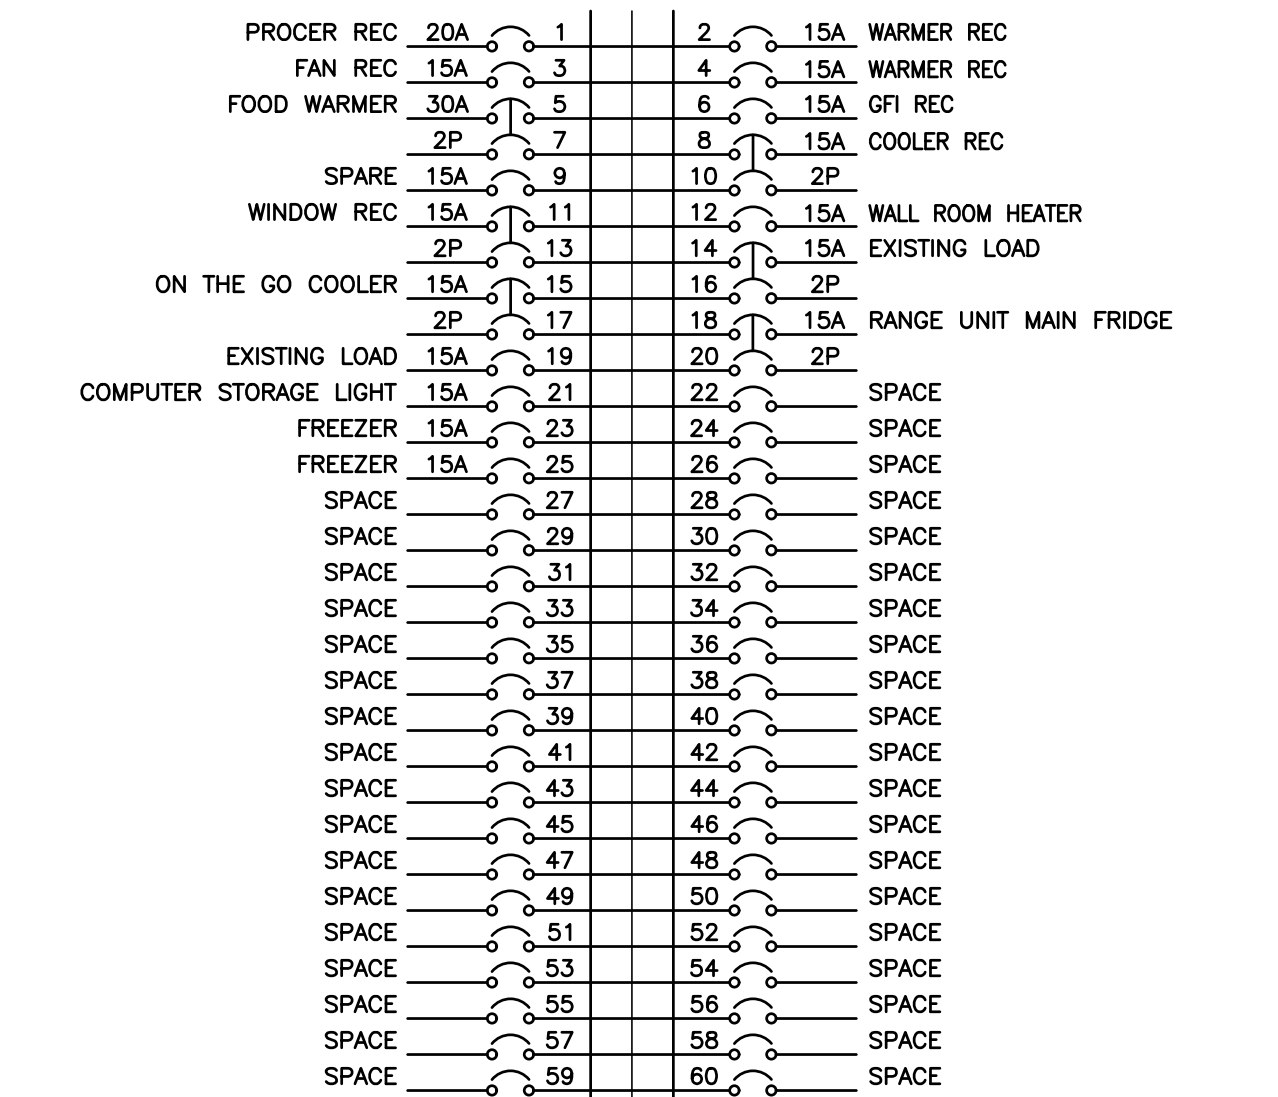 PROCER REC 20A 1 2 15A WARMER REC
FAN REC 15A 3 4 15A WARMER REC
FOOD WARMER 30A 5 6 15A GFI REC
2P 7 8 15A COOLER REC
SPARE 15A 9 10 2P
WINDOW REC 15A 11 12 15A WALL ROOM HEATER
2P 13 14 15A EXISTING LOAD
ON THE GO COOLER 15A 15 16 2P
2P 17 18 15A RANGE UNIT MAIN FRIDGE
EXISTING LOAD 15A 19 20 2P
COMPUTER STORAGE LIGHT 15A 21 22 SPACE
FREEZER 15A 23 24 SPACE
FREEZER 15A 25 26 SPACE
SPACE 27 28 SPACE
SPACE 29 30 SPACE
SPACE 31 32 SPACE
SPACE 33 34 SPACE
SPACE 35 36 SPACE
SPACE 37 38 SPACE
SPACE 39 40 SPACE
SPACE 41 42 SPACE
SPACE 43 44 SPACE
SPACE 45 46 SPACE
SPACE 47 48 SPACE
SPACE 49 50 SPACE
SPACE 51 52 SPACE
SPACE 53 54 SPACE
SPACE 55 56 SPACE
SPACE 57 58 SPACE
SPACE 59 60 SPACE